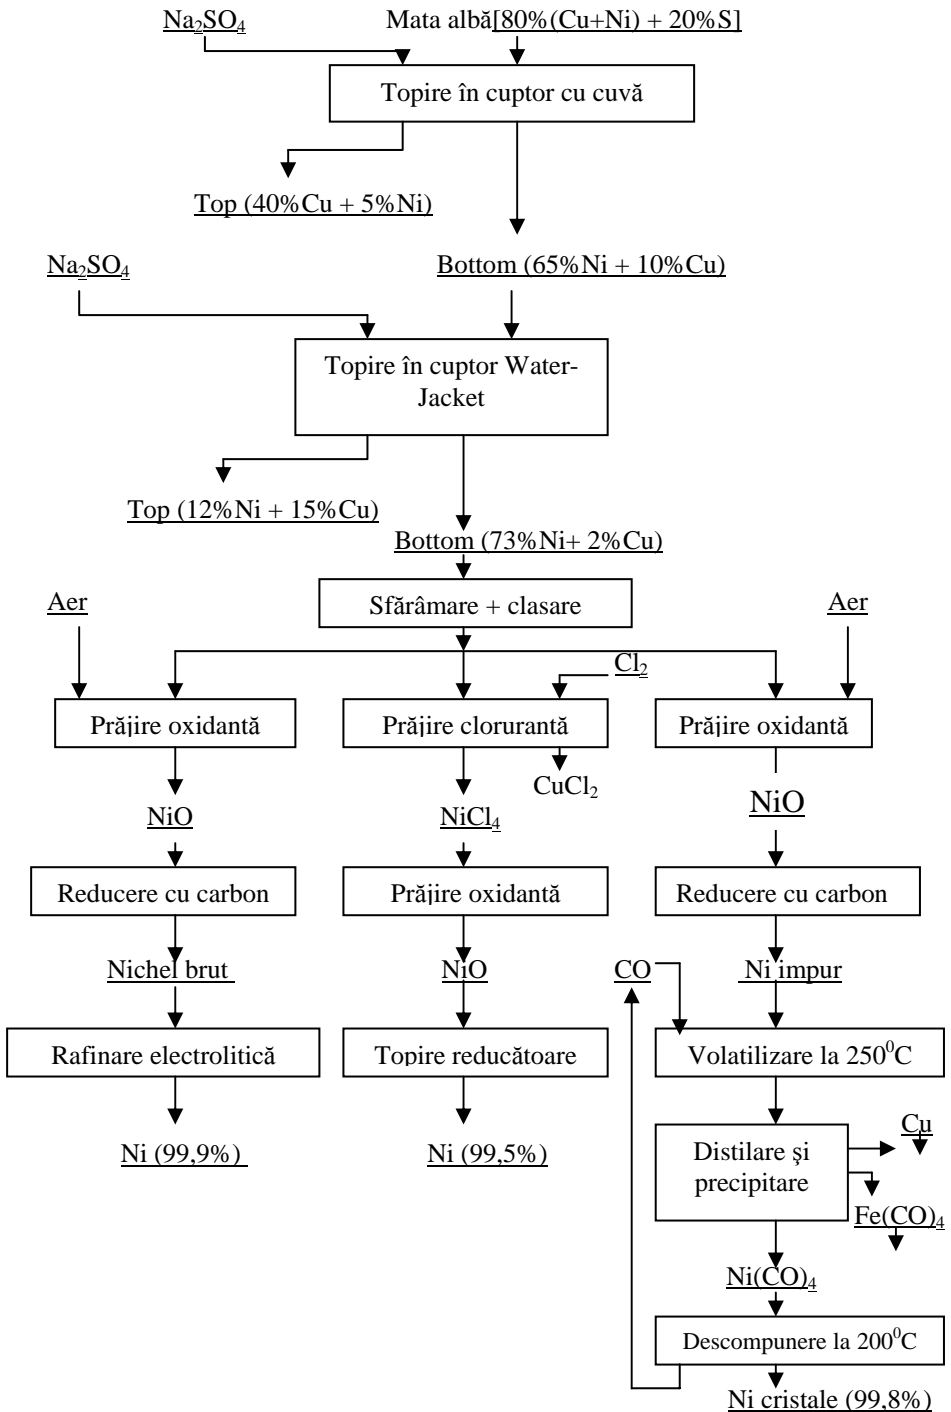 Na₂SO₄
Mata albă[80%(Cu+Ni) + 20%S]
Topire în cuptor cu cuvă
Top (40%Cu + 5%Ni)
Na₂SO₄
Bottom (65%Ni + 10%Cu)
Topire în cuptor Water-
Jacket
Top (12%Ni + 15%Cu)
Bottom (73%Ni+ 2%Cu)
Aer
Sfărâmare + clasare
Aer
Cl₂
Prăjire oxidantă
Prăjire clorurantă
Prăjire oxidantă
CuCl₂
NiO
NiCl₄
NiO
Reducere cu carbon
Prăjire oxidantă
Reducere cu carbon
Nichel brut
NiO
CO
Ni impur
Rafinare electrolitică
Topire reducătoare
Volatilizare la 250⁰C
Ni (99,9%)
Ni (99,5%)
Distilare şi
precipitare
Cu
Fe(CO)₄
Ni(CO)₄
Descompunere la 200⁰C
Ni cristale (99,8%)